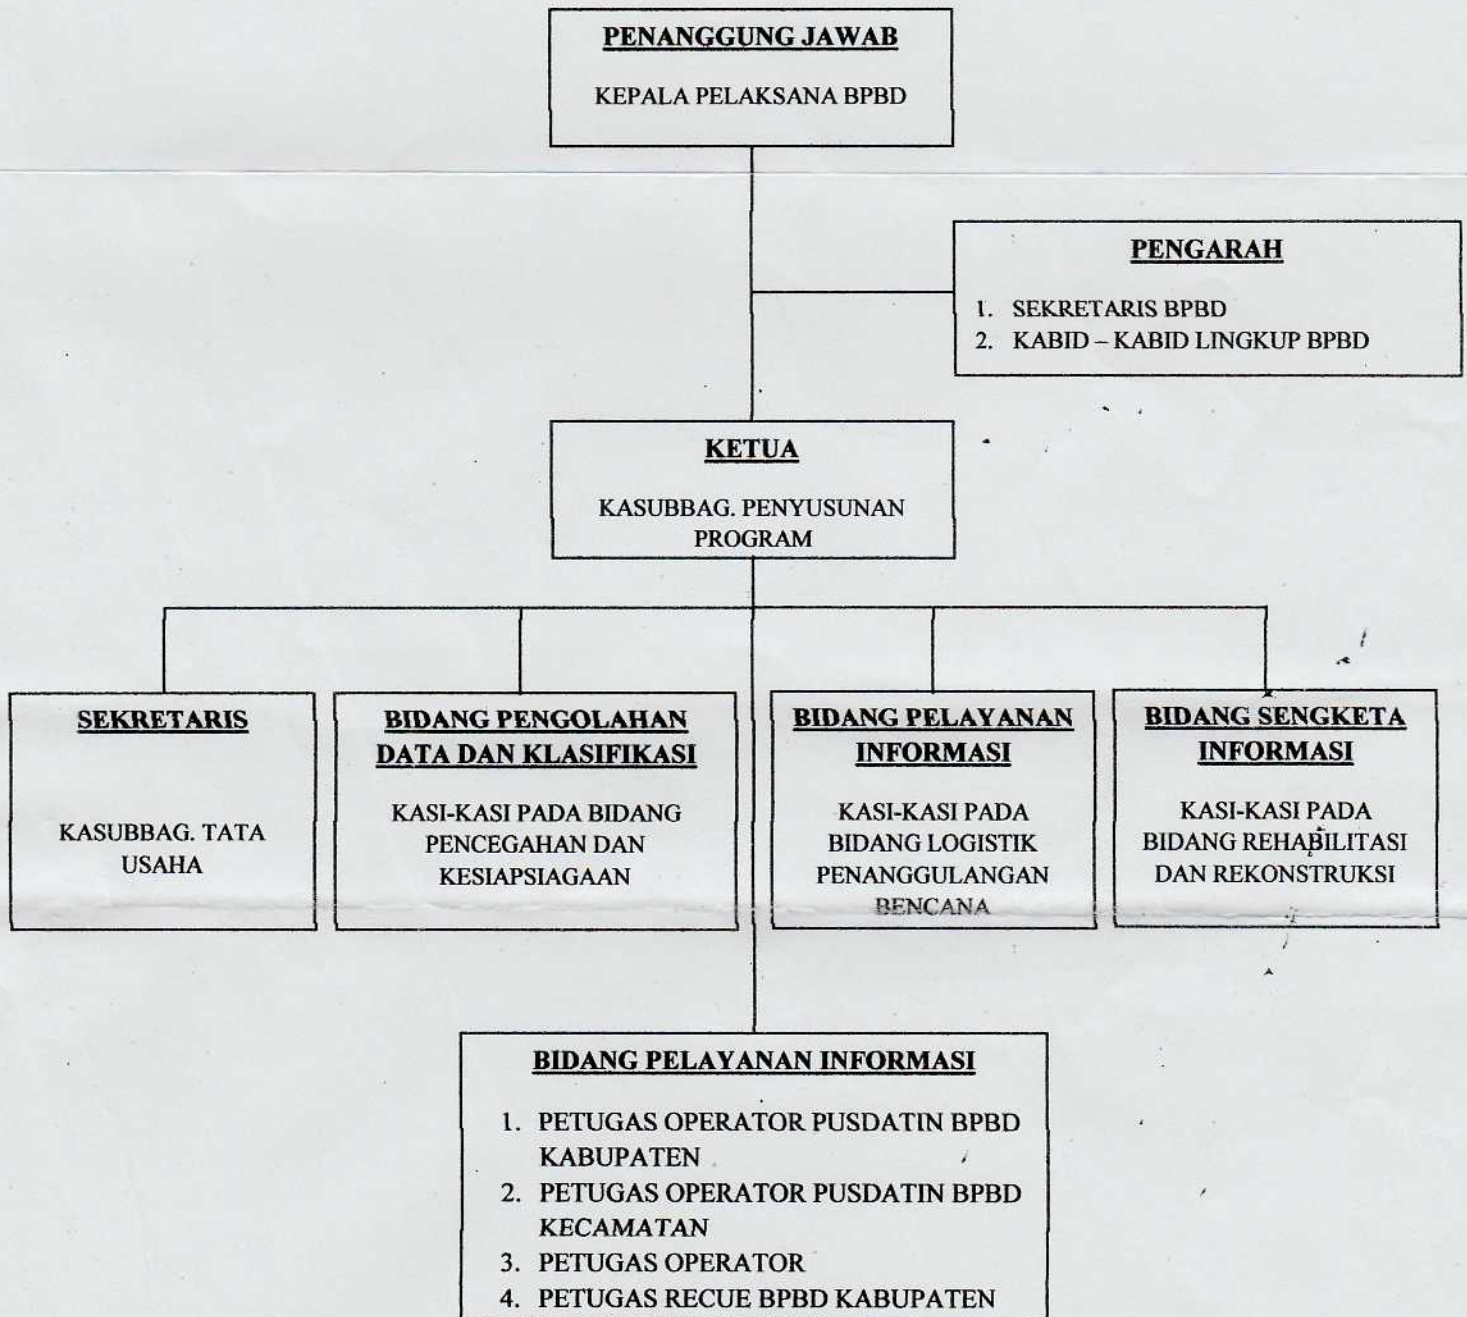 PENANGGUNG JAWAB
KEPALA PELAKSANA BPBD
PENGARAH
1. SEKRETARIS BPBD
2. KABID – KABID LINGKUP BPBD
KETUA
KASUBBAG. PENYUSUNAN
PROGRAM
SEKRETARIS
KASUBBAG. TATA
USAHA
BIDANG PENGOLAHAN
DATA DAN KLASIFIKASI
KASI-KASI PADA BIDANG
PENCEGAHAN DAN
KESIAPSIAGAAN
BIDANG PELAYANAN
INFORMASI
KASI-KASI PADA
BIDANG LOGISTIK
PENANGGULANGAN
BENCANA
BIDANG SENGKETA
INFORMASI
KASI-KASI PADA
BIDANG REHABILITASI
DAN REKONSTRUKSI
BIDANG PELAYANAN INFORMASI
1. PETUGAS OPERATOR PUSDATIN BPBD
KABUPATEN
2. PETUGAS OPERATOR PUSDATIN BPBD
KECAMATAN
3. PETUGAS OPERATOR
4. PETUGAS RECUE BPBD KABUPATEN